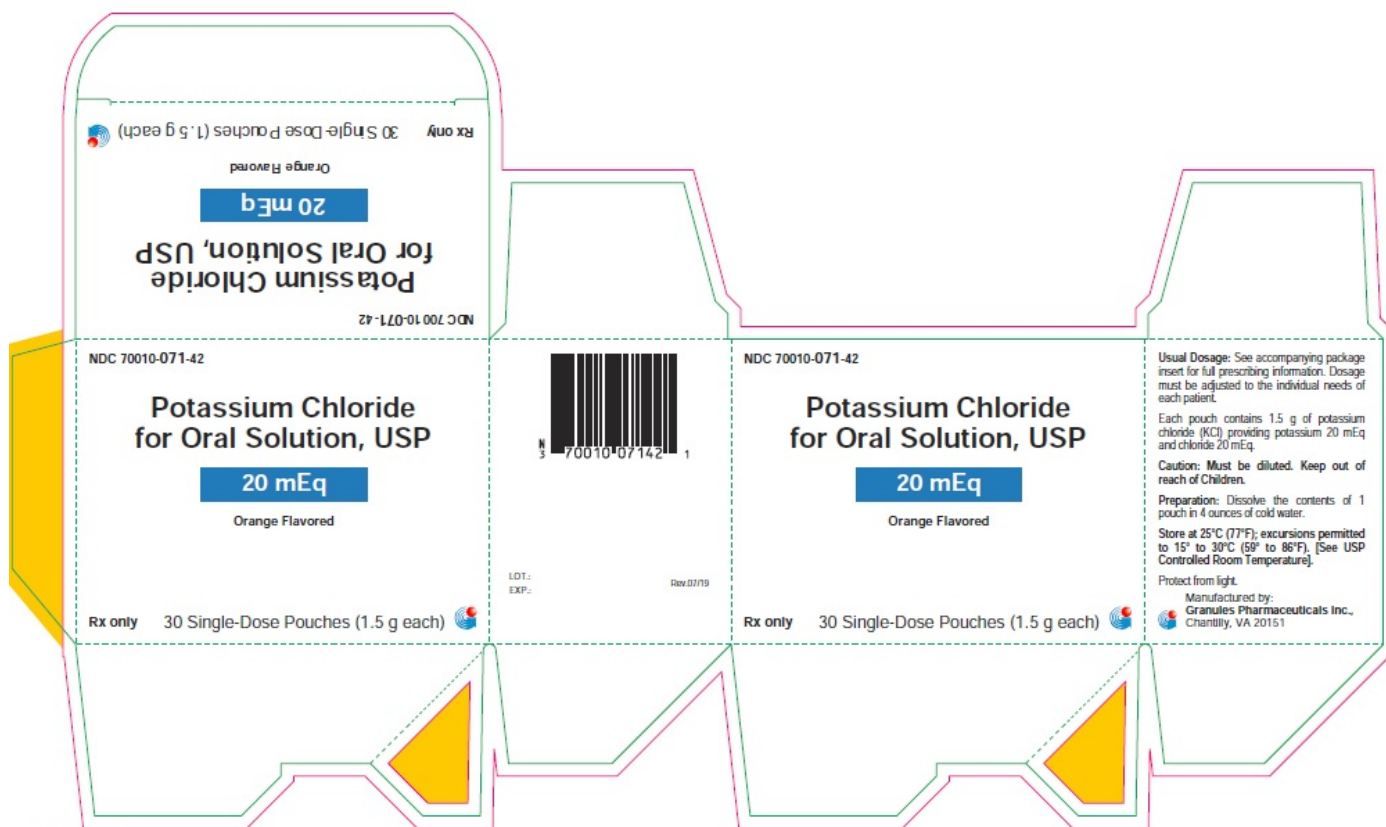 Rx only 30 Single-Dose Pouches (1.5 g each)
Orange Flavored
20 mEq
Potassium Chloride
for Oral Solution, USP
NDC 70010-071-42
NDC 70010-071-42
Potassium Chloride
for Oral Solution, USP
20 mEq
Orange Flavored
Rx only 30 Single-Dose Pouches (1.5 g each)
N
3 70010 07142 1
LOT.:
EXP.:
Rev.07/19
NDC 70010-071-42
Potassium Chloride
for Oral Solution, USP
20 mEq
Orange Flavored
Rx only 30 Single-Dose Pouches (1.5 g each)
Usual Dosage: See accompanying package
insert for full prescribing information. Dosage
must be adjusted to the individual needs of
each patient.
Each pouch contains 1.5 g of potassium
chloride (KCl) providing potassium 20 mEq
and chloride 20 mEq.
Caution: Must be diluted. Keep out of
reach of Children.
Preparation: Dissolve the contents of 1
pouch in 4 ounces of cold water.
Store at 25°C (77°F); excursions permitted
to 15° to 30°C (59° to 86°F). [See USP
Controlled Room Temperature].
Protect from light.
Manufactured by:
Granules Pharmaceuticals Inc.,
Chantilly, VA 20151